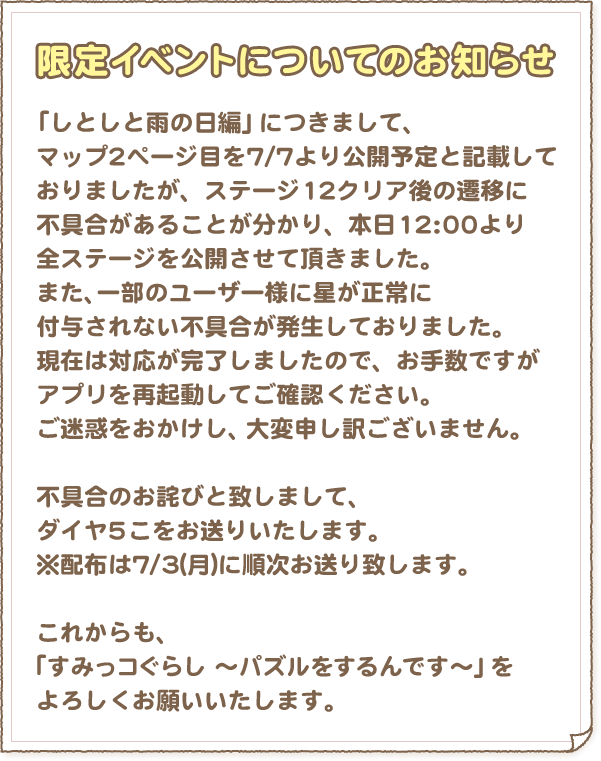 限定イベントについてのお知らせ
「しとしと雨の日編」につきまして、
マップ2ページ目を7/7より公開予定と記載して
おりましたが、ステージ12クリア後の遷移に
不具合があることが分かり、本日12:00より
全ステージを公開させて頂きました。
また、一部のユーザー様に星が正常に
付与されない不具合が発生しておりました。
現在は対応が完了しましたので、お手数ですが
アプリを再起動してご確認ください。
ご迷惑をおかけし、大変申し訳ございません。
不具合のお詫びと致しまして、
ダイヤ5こをお送りいたします。
※配布は7/3(月)に順次お送り致します。
これからも、
「すみっコぐらし ～パズルをするんです～」を
よろしくお願いいたします。